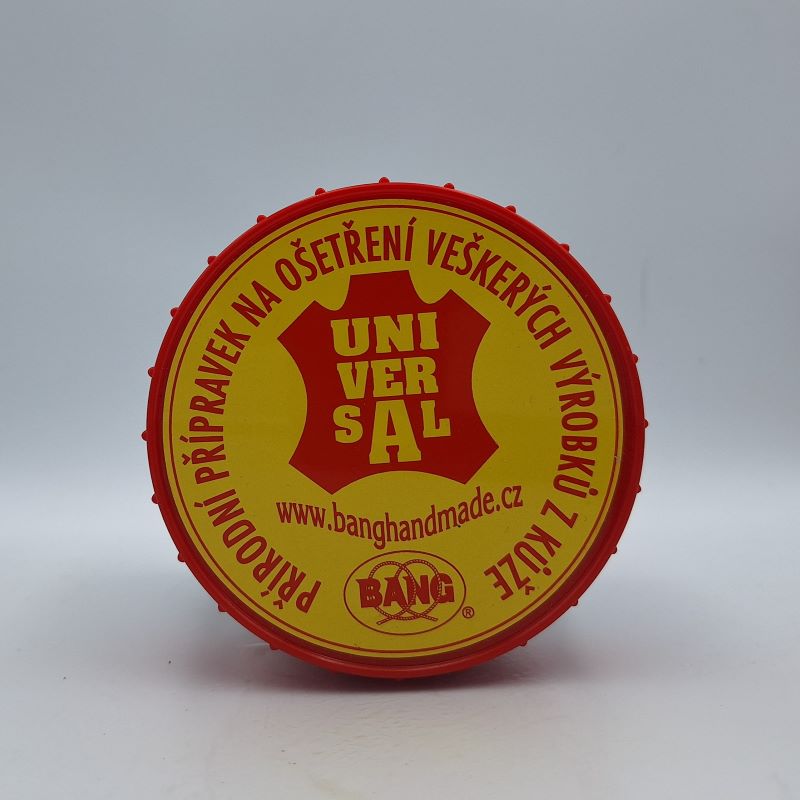 PŘÍRODNÍ PŘÍPRAVEK NA OŠETŘENÍ VEŠKERÝCH VÝROBKŮ Z KŮŽE
UNI
VER
SAL
www.banghandmade.cz
BANG
®